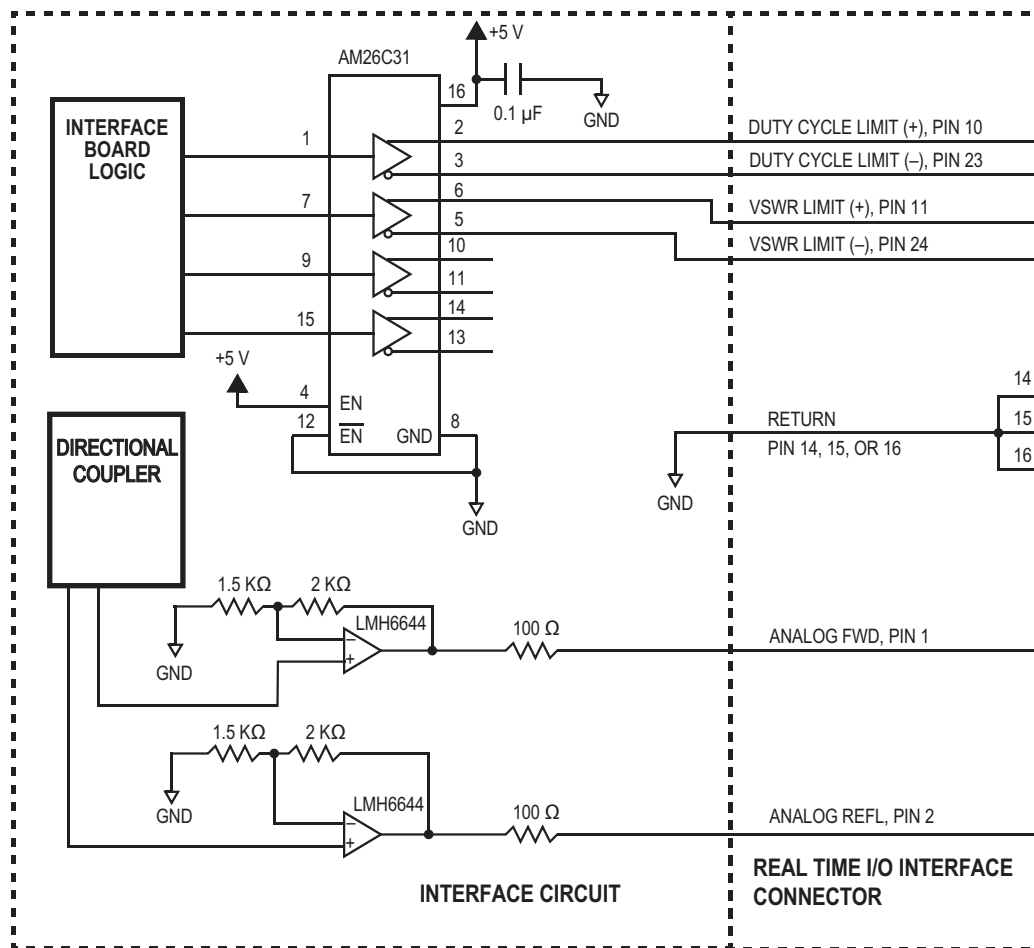 +5 V
AM26C31
16
0.1 µF
GND
INTERFACE
BOARD
LOGIC
1
2
3
DUTY CYCLE LIMIT (+), PIN 10
DUTY CYCLE LIMIT (–), PIN 23
7
6
5
VSWR LIMIT (+), PIN 11
VSWR LIMIT (–), PIN 24
9
10
11
15
14
13
+5 V
4
EN
12
EN
GND
8
GND
DIRECTIONAL
COUPLER
RETURN
PIN 14, 15, OR 16
14
15
16
GND
1.5 KΩ
2 KΩ
LMH6644
–
+
GND
100 Ω
ANALOG FWD, PIN 1
1.5 KΩ
2 KΩ
LMH6644
–
+
GND
100 Ω
ANALOG REFL, PIN 2
INTERFACE CIRCUIT
REAL TIME I/O INTERFACE
CONNECTOR